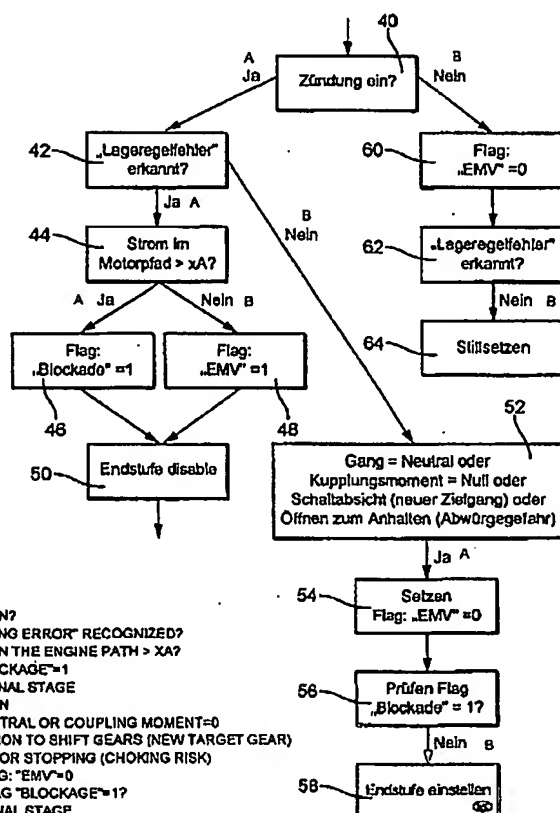 40
Zündung ein?
A
Ja
B
Nein
42
„Lageregelfehler"
erkannt?
60
Flag:
„EMV" =0
Ja A
B
Nein
44
Strom im
Motorpfad > xA?
62
„Lageregelfehler"
erkannt?
A Ja
Nein B
Nein B
Flag:
„Blockade" =1
Flag:
„EMV" =1
64
Stillsetzen
46
48
50
Endstufe disable
52
Gang = Neutral oder
Kupplungsmoment = Null oder
Schaltabsicht (neuer Zielgang) oder
Öffnen zum Anhalten (Abwürgegefahr)
Ja A
54
Setzen
Flag: „EMV" =0
56
Prüfen Flag
„Blockade" = 1?
Nein B
58
Endstufe einstellen
N?
NG ERROR" RECOGNIZED?
N THE ENGINE PATH > XA?
CKAGE"=1
NAL STAGE
N
TRAL OR COUPLING MOMENT=0
ION TO SHIFT GEARS (NEW TARGET GEAR)
OR STOPPING (CHOKING RISK)
G: "EMV"=0
AG "BLOCKAGE"=1?
NAL STAGE